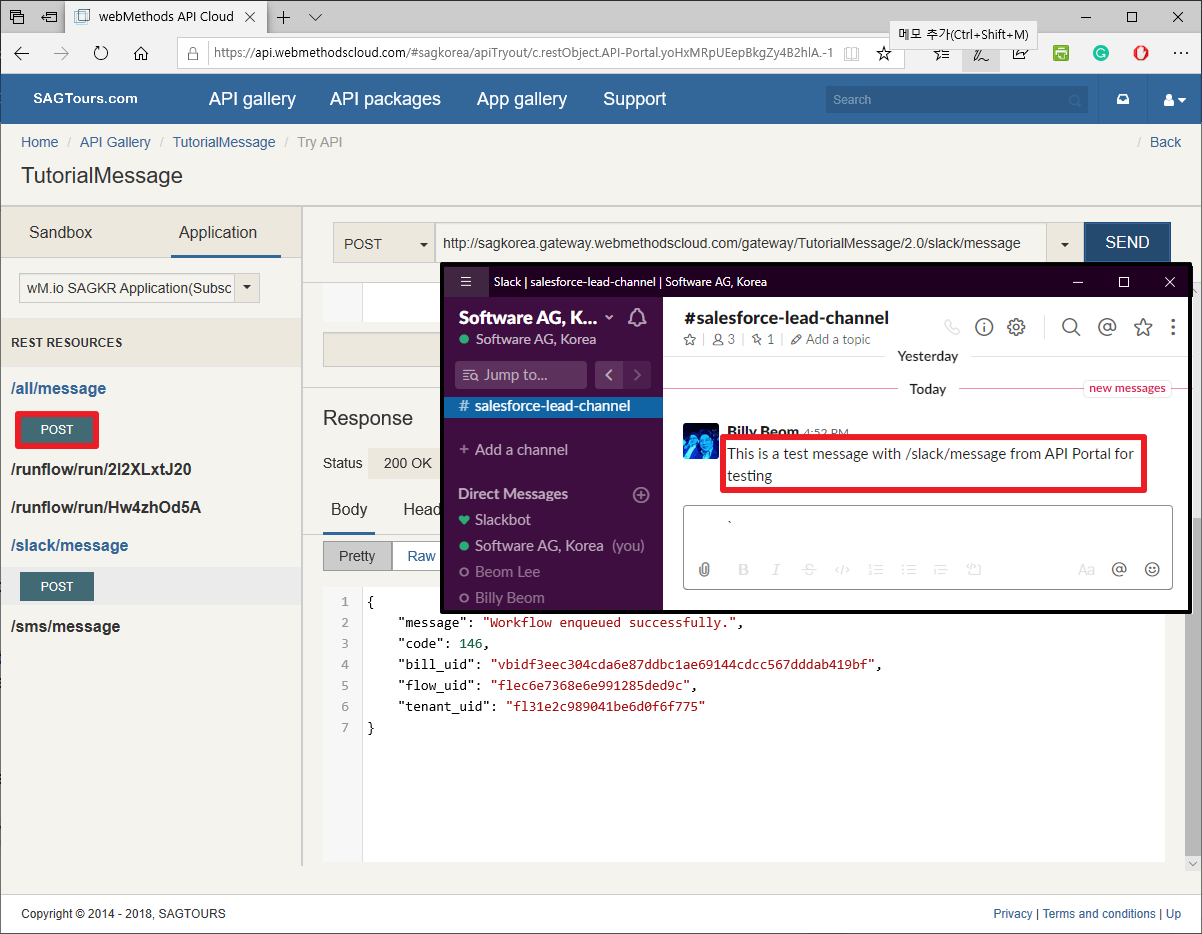 webMethods API Cloud
https://api.webmethodscloud.com/#sagkorea/apiTryout/c.restObject.API-Portal.yoHxMRpUEepBkgZy4B2hlA.-1
메모 추가(Ctrl+Shift+M)
SAGTours.com API gallery API packages App gallery Support Search
Home / API Gallery / TutorialMessage / Try API / Back
TutorialMessage
Sandbox Application
POST http://sagkorea.gateway.webmethodscloud.com/gateway/TutorialMessage/2.0/slack/message SEND
wM.io SAGKR Application(Subsc
REST RESOURCES
/all/message
POST
/runflow/run/2I2XLxtJ20
/runflow/run/Hw4zhOd5A
/slack/message
POST
/sms/message
Slack | salesforce-lead-channel | Software AG, Korea
Software AG, K...
Software AG, Korea
Jump to...
# salesforce-lead-channel
+ Add a channel
Direct Messages
Slackbot
Software AG, Korea (you)
Beom Lee
Billy Beom
#salesforce-lead-channel
3 | 1 | Add a topic
Yesterday
Today
new messages
Billy Beom 4:52 PM
This is a test message with /slack/message from API Portal for
testing
`
B I S </> Aa @
Response
Status 200 OK
Body Head
Pretty Raw
1 {
2 "message": "Workflow enqueued successfully.",
3 "code": 146,
4 "bill_uid": "vbidf3eec304cda6e87ddbc1ae69144cdcc567dddab419bf",
5 "flow_uid": "flec6e7368e6e991285ded9c",
6 "tenant_uid": "fl31e2c989041be6d0f6f775"
7 }
Copyright © 2014 - 2018, SAGTOURS
Privacy | Terms and conditions | Up